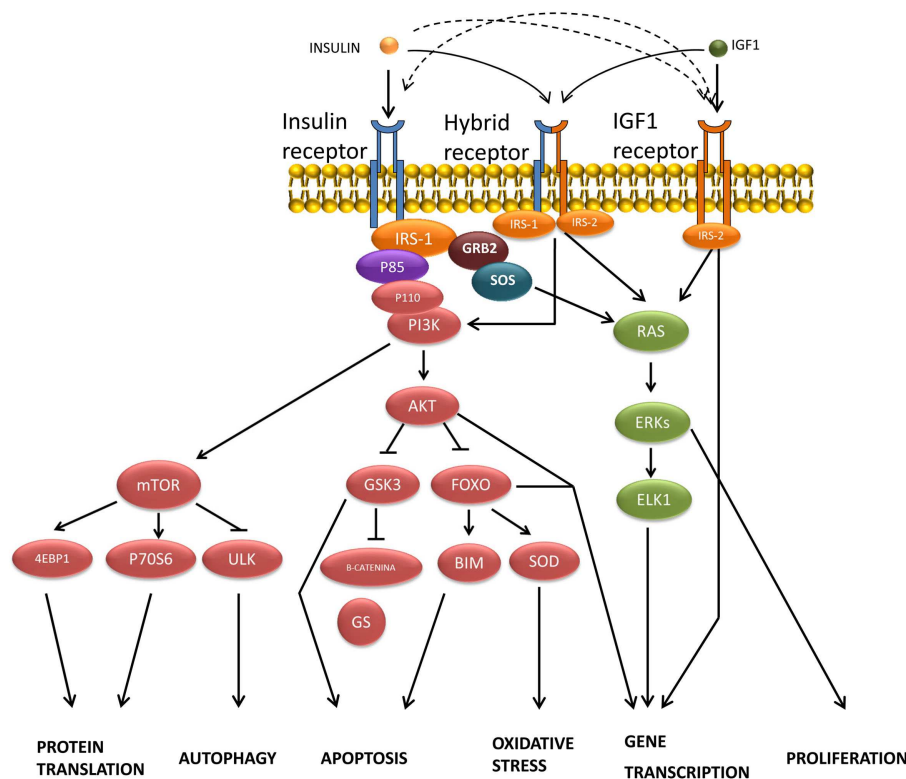 INSULIN
IGF1
Insulin
receptor
Hybrid
receptor
IGF1
receptor
IRS-1
IRS-1
IRS-2
IRS-2
GRB2
P85
SOS
P110
PI3K
RAS
AKT
ERKs
mTOR
GSK3
FOXO
ELK1
4EBP1
P70S6
ULK
B-CATENINA
BIM
SOD
GS
PROTEIN
TRANSLATION
AUTOPHAGY
APOPTOSIS
OXIDATIVE
STRESS
GENE
TRANSCRIPTION
PROLIFERATION